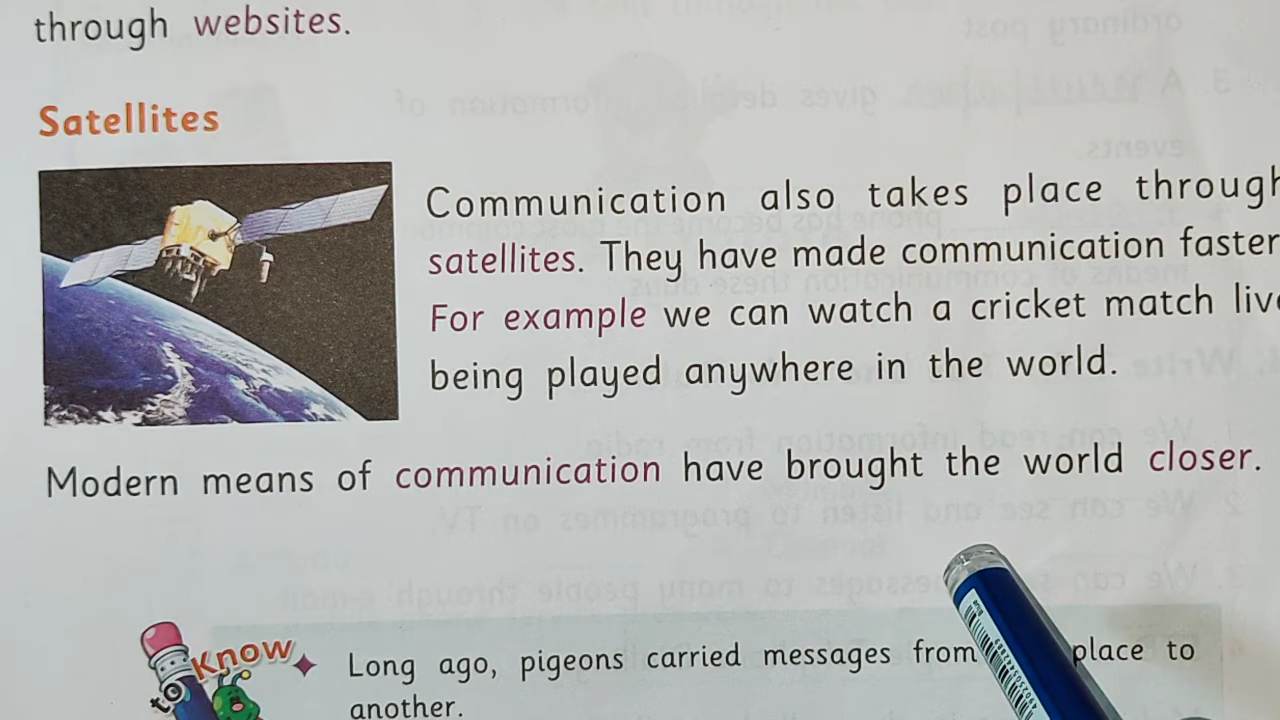 through websites.
Satellites
Communication also takes place through
satellites. They have made communication faster
For example we can watch a cricket match live
being played anywhere in the world.
Modern means of communication have brought the world closer.
to Know
Long ago, pigeons carried messages from place to
another.